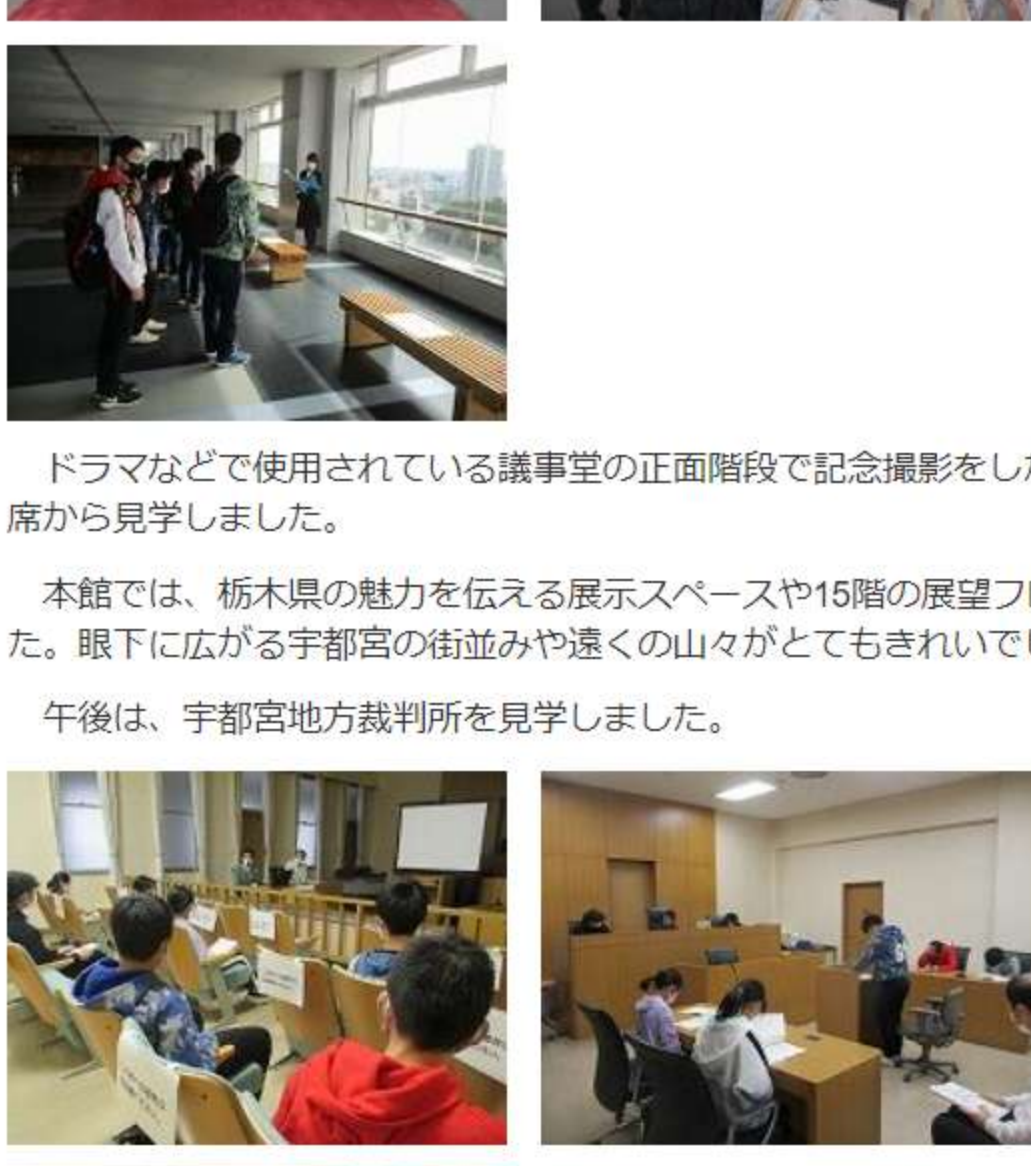 ドラマなどで使用されている議事堂の正面階段で記念撮影をした
席から見学しました。
本館では、栃木県の魅力を伝える展示スペースや15階の展望フ
た。眼下に広がる宇都宮の街並みや遠くの山々がとてもきれいで
午後は、宇都宮地方裁判所を見学しました。